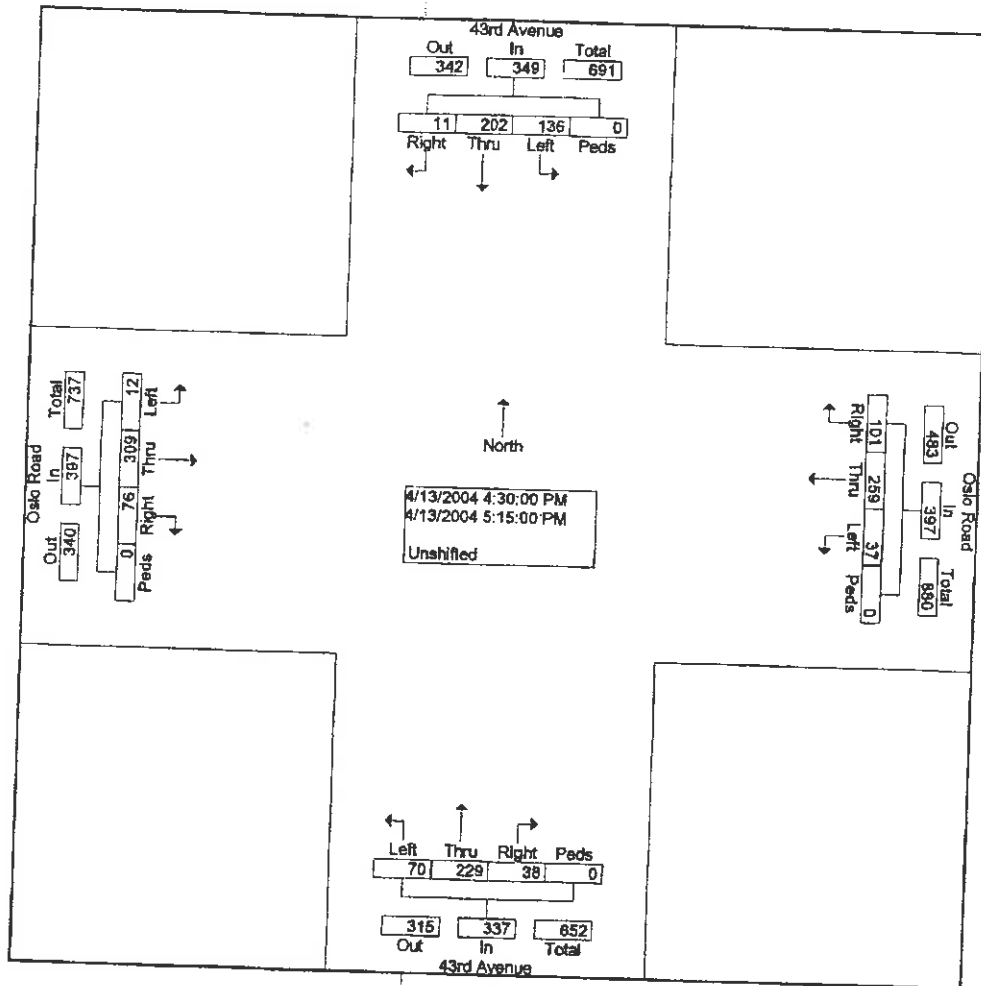 43rd Avenue
Out In Total
342 349 691
11 202 136 0
Right Thru Left Peds
Oslo Road
Total In Out
737 397 340
12 309 76 0
Left Thru Right Peds
North
4/13/2004 4:30:00 PM
4/13/2004 5:15:00 PM
Unshifted
Right Thru Left Peds
101 259 37 0
Out In Total
483 397 880
Oslo Road
Left Thru Right Peds
70 229 38 0
315 337 652
Out In Total
43rd Avenue